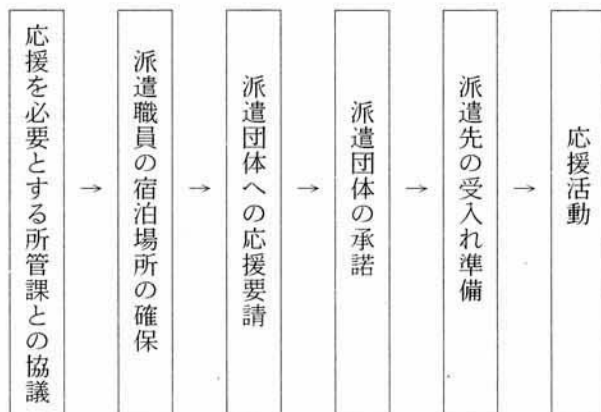 応援を必要とする所管課との協議
→
派遣職員の宿泊場所の確保
→
派遣団体への応援要請
→
派遣団体の承諾
→
派遣先の受入れ準備
→
応援活動